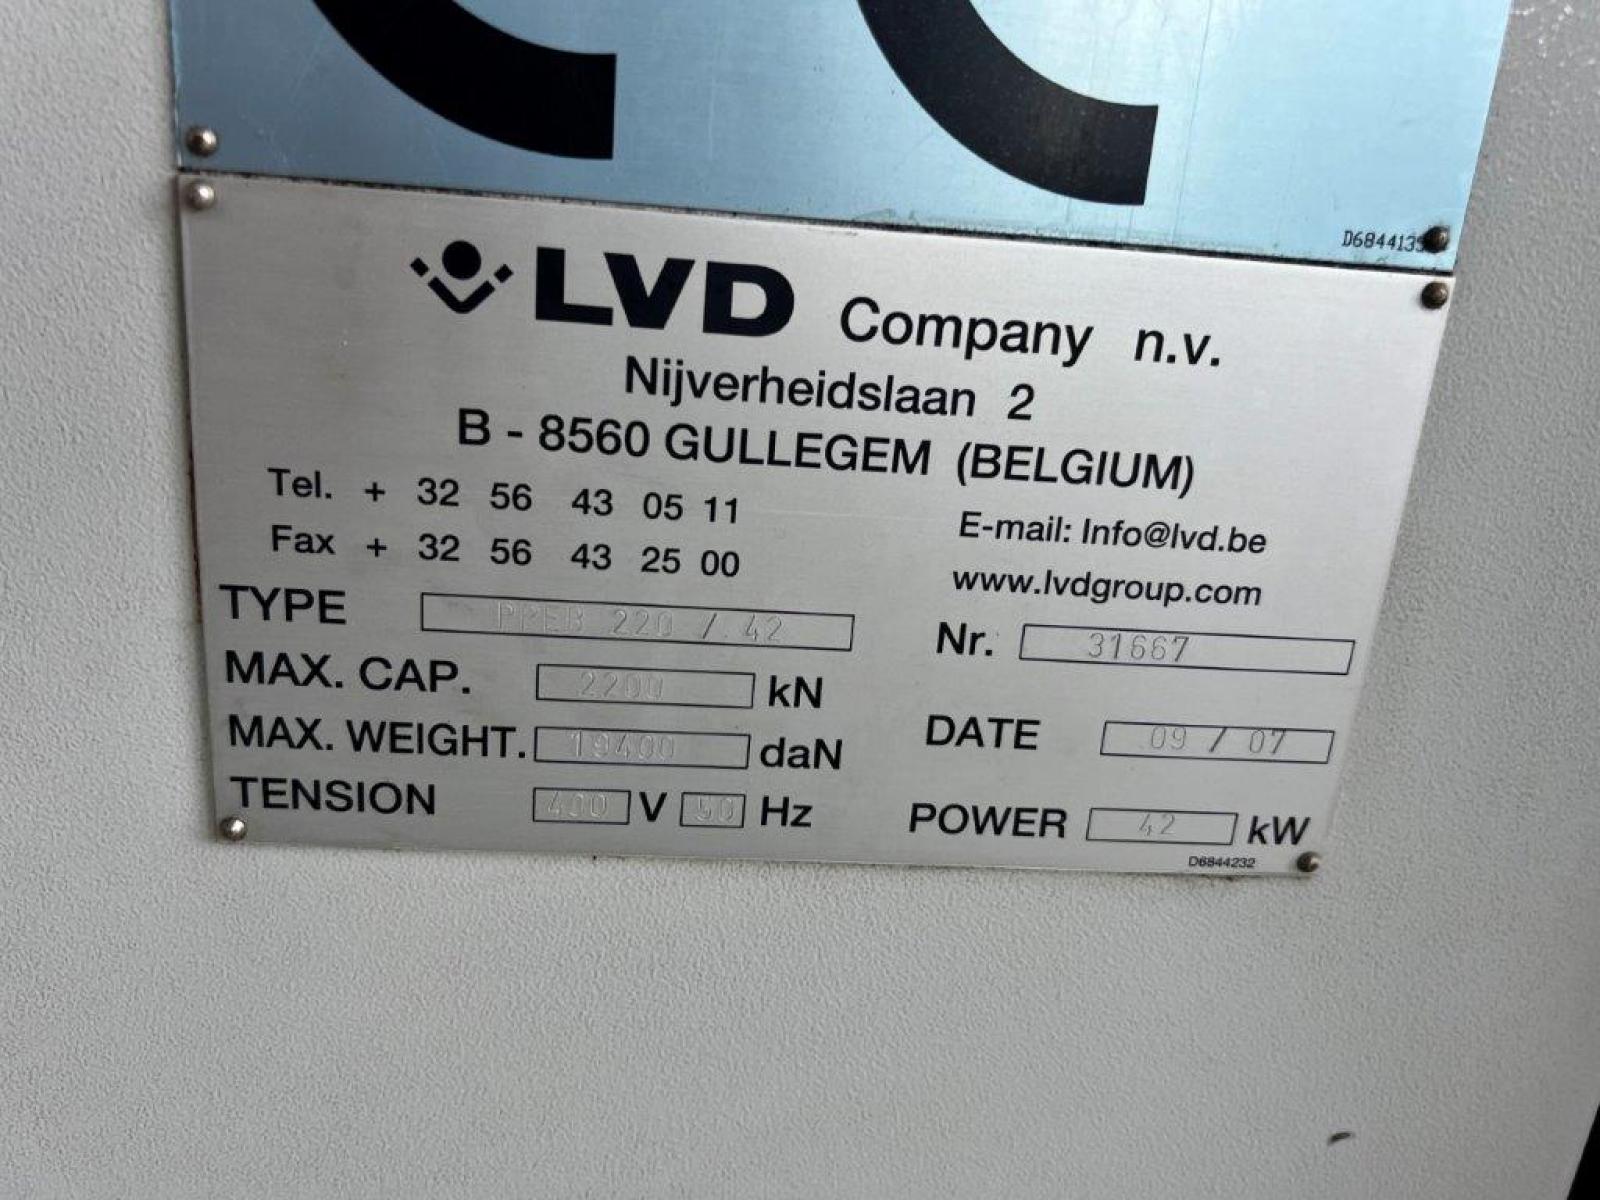 D6844139
LVD Company n.v.
Nijverheidslaan 2
B - 8560 GULLEGEM (BELGIUM)
Tel. + 32 56 43 05 11
Fax + 32 56 43 25 00
E-mail: Info@lvd.be
www.lvdgroup.com
TYPE PPEB 220 / 42
Nr. 31667
MAX. CAP. 2200 kN
MAX. WEIGHT. 19400 daN
DATE 09 / 07
TENSION 400 V 50 Hz
POWER 42 kW
D6844232